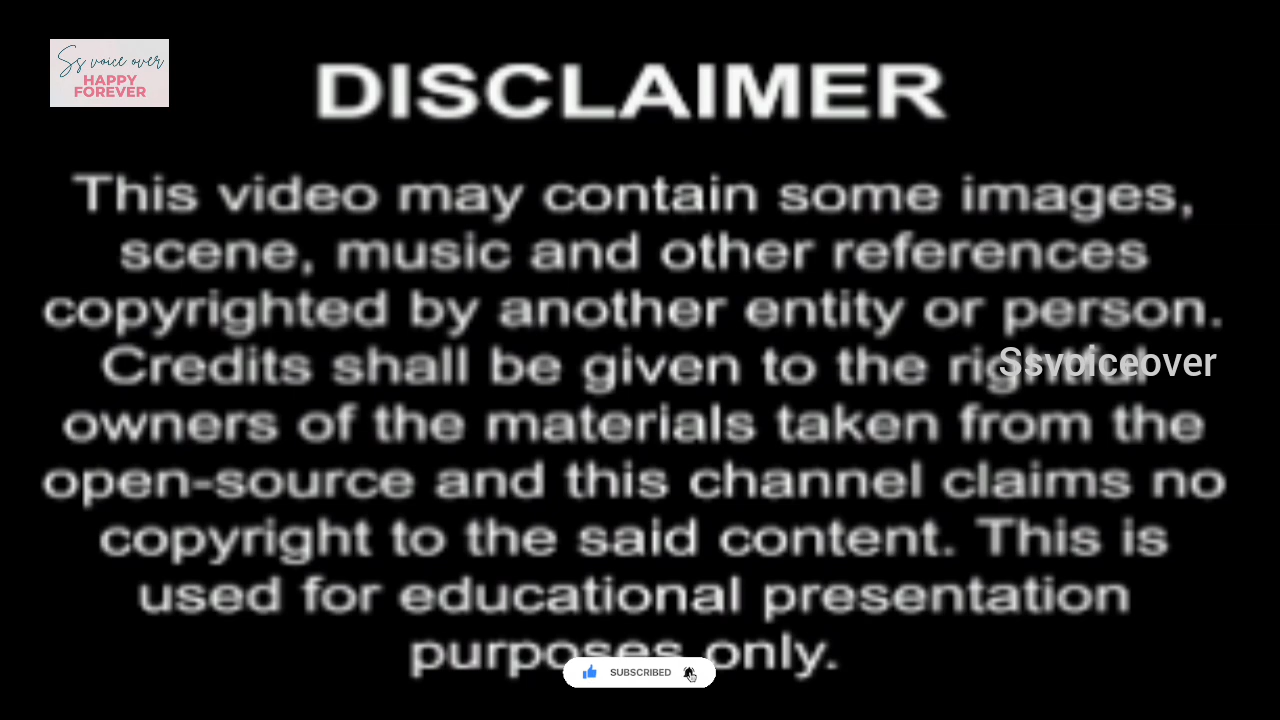 Ss voice over
HAPPY
FOREVER
DISCLAIMER
This video may contain some images,
scene, music and other references
copyrighted by another entity or person.
Credits shall be given to the rightful
Ssvoiceover
owners of the materials taken from the
open-source and this channel claims no
copyright to the said content. This is
used for educational presentation
purposes only.
SUBSCRIBED